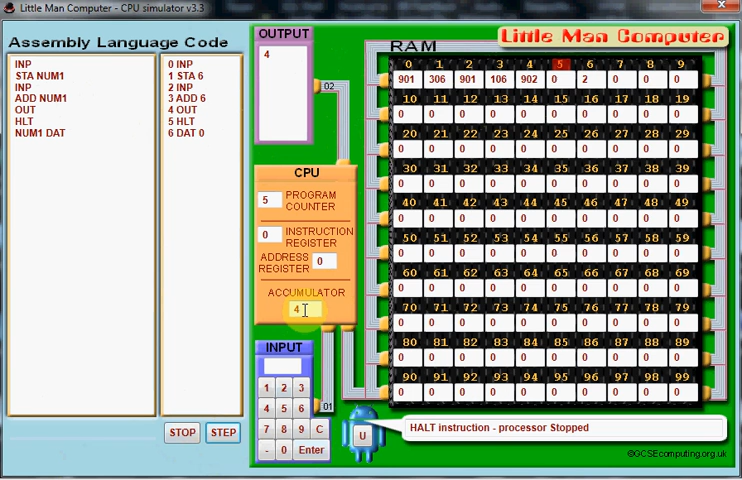 Little Man Computer - CPU simulator v3.3
Assembly Language Code
INP
STA NUM1
INP
ADD NUM1
OUT
HLT
NUM1 DAT
0 INP
1 STA 6
2 INP
3 ADD 6
4 OUT
5 HLT
6 DAT 0
STOP STEP
OUTPUT
4
02
CPU
5 PROGRAM COUNTER
0 INSTRUCTION REGISTER
ADDRESS REGISTER 0
ACCUMULATOR
4
INPUT
1 2 3
4 5 6
7 8 9 C
- 0 Enter
01
U
RAM
Little Man Computer
0 1 2 3 4 5 6 7 8 9
901 306 901 106 902 0 2 0 0 0
10 11 12 13 14 15 16 17 18 19
0 0 0 0 0 0 0 0 0 0
20 21 22 23 24 25 26 27 28 29
0 0 0 0 0 0 0 0 0 0
30 31 32 33 34 35 36 37 38 39
0 0 0 0 0 0 0 0 0 0
40 41 42 43 44 45 46 47 48 49
0 0 0 0 0 0 0 0 0 0
50 51 52 53 54 55 56 57 58 59
0 0 0 0 0 0 0 0 0 0
60 61 62 63 64 65 66 67 68 69
0 0 0 0 0 0 0 0 0 0
70 71 72 73 74 75 76 77 78 79
0 0 0 0 0 0 0 0 0 0
80 81 82 83 84 85 86 87 88 89
0 0 0 0 0 0 0 0 0 0
90 91 92 93 94 95 96 97 98 99
0 0 0 0 0 0 0 0 0 0
HALT instruction - processor Stopped
©GCSEcomputing.org.uk